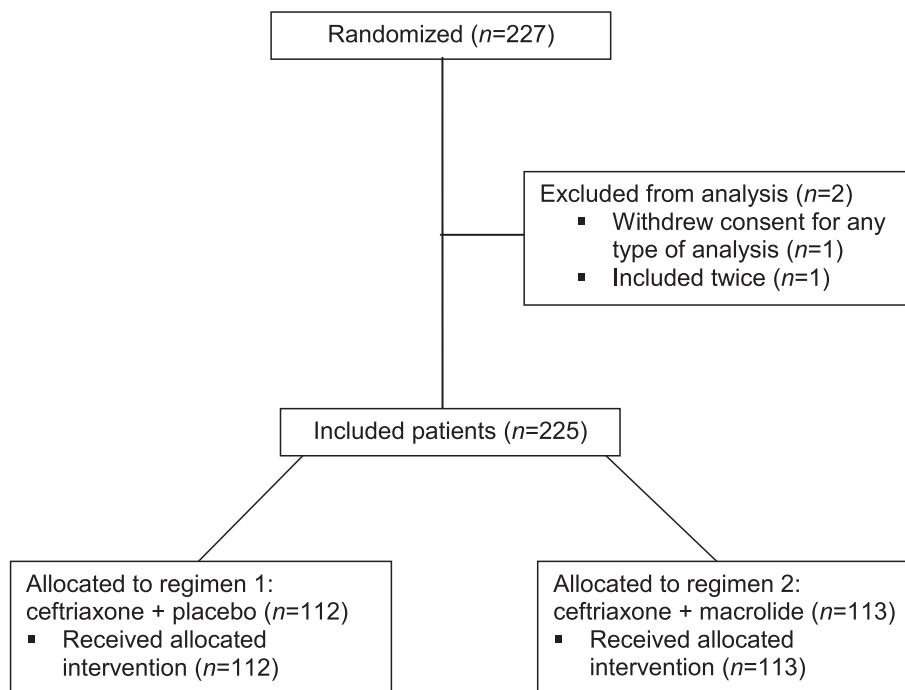 Randomized (n=227)
Excluded from analysis (n=2)
▪ Withdrew consent for any
type of analysis (n=1)
▪ Included twice (n=1)
Included patients (n=225)
Allocated to regimen 1:
ceftriaxone + placebo (n=112)
▪ Received allocated
intervention (n=112)
Allocated to regimen 2:
ceftriaxone + macrolide (n=113)
▪ Received allocated
intervention (n=113)